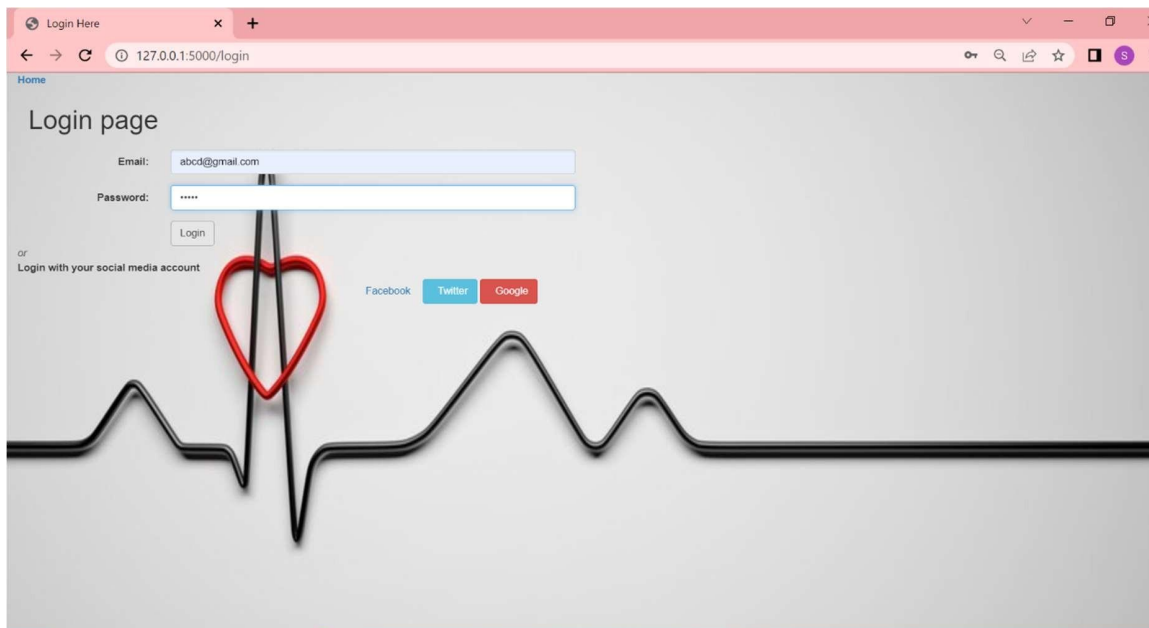 Login Here
127.0.0.1:5000/login
S
Home
Login page
Email: abcd@gmail.com
Password: •••••
Login
or
Login with your social media account
Facebook Twitter Google